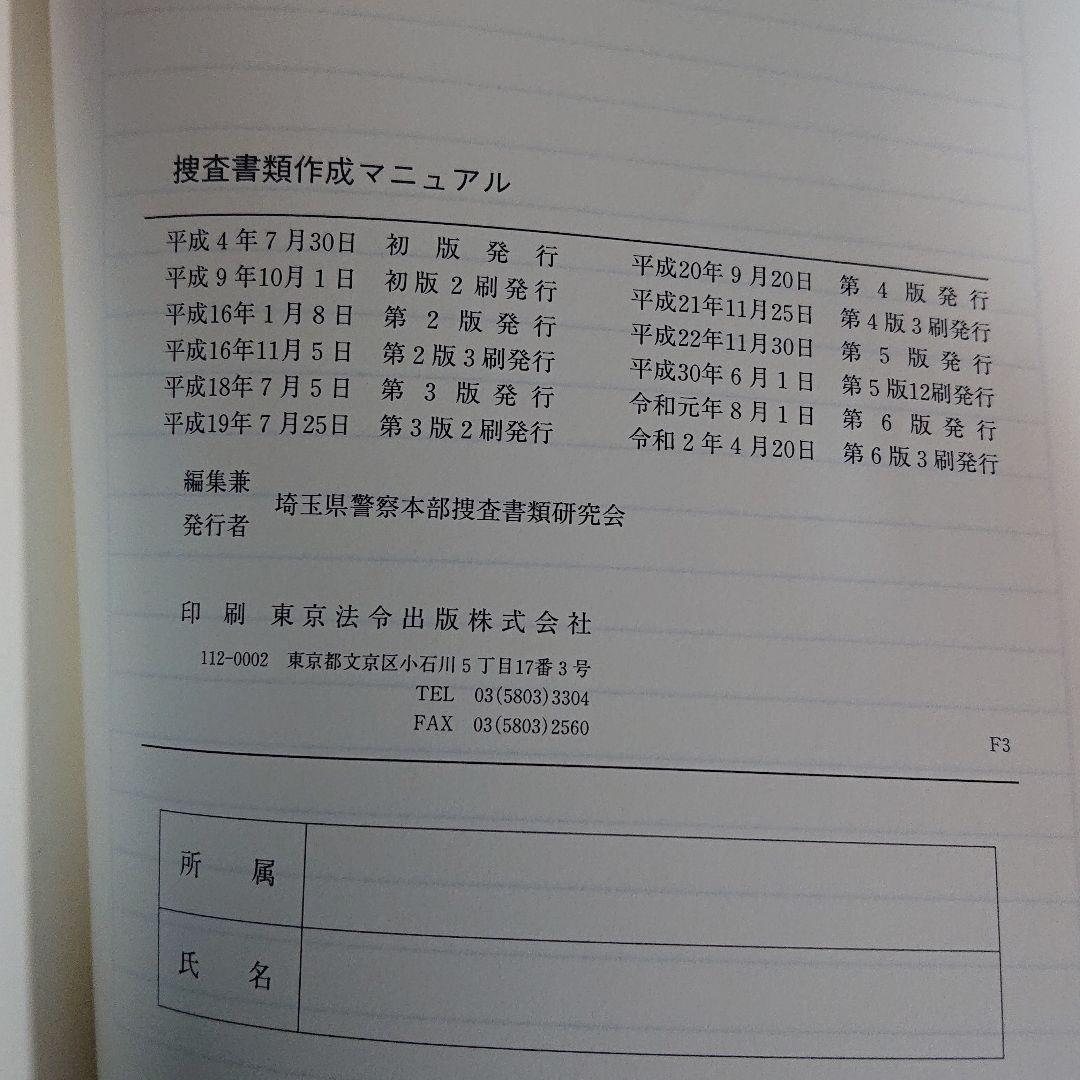 捜査書類作成マニュアル
平成4年7月30日 初版発行
平成9年10月1日 初版2刷発行
平成16年1月8日 第2版発行
平成16年11月5日 第2版3刷発行
平成18年7月5日 第3版発行
平成19年7月25日 第3版2刷発行
平成20年9月20日 第4版発行
平成21年11月25日 第4版3刷発行
平成22年11月30日 第5版発行
平成30年6月1日 第5版12刷発行
令和元年8月1日 第6版発行
令和2年4月20日 第6版3刷発行
編集兼
発行者 埼玉県警察本部捜査書類研究会
印刷 東京法令出版株式会社
112-0002 東京都文京区小石川5丁目17番3号
TEL 03(5803)3304
FAX 03(5803)2560
F3
所属
氏名